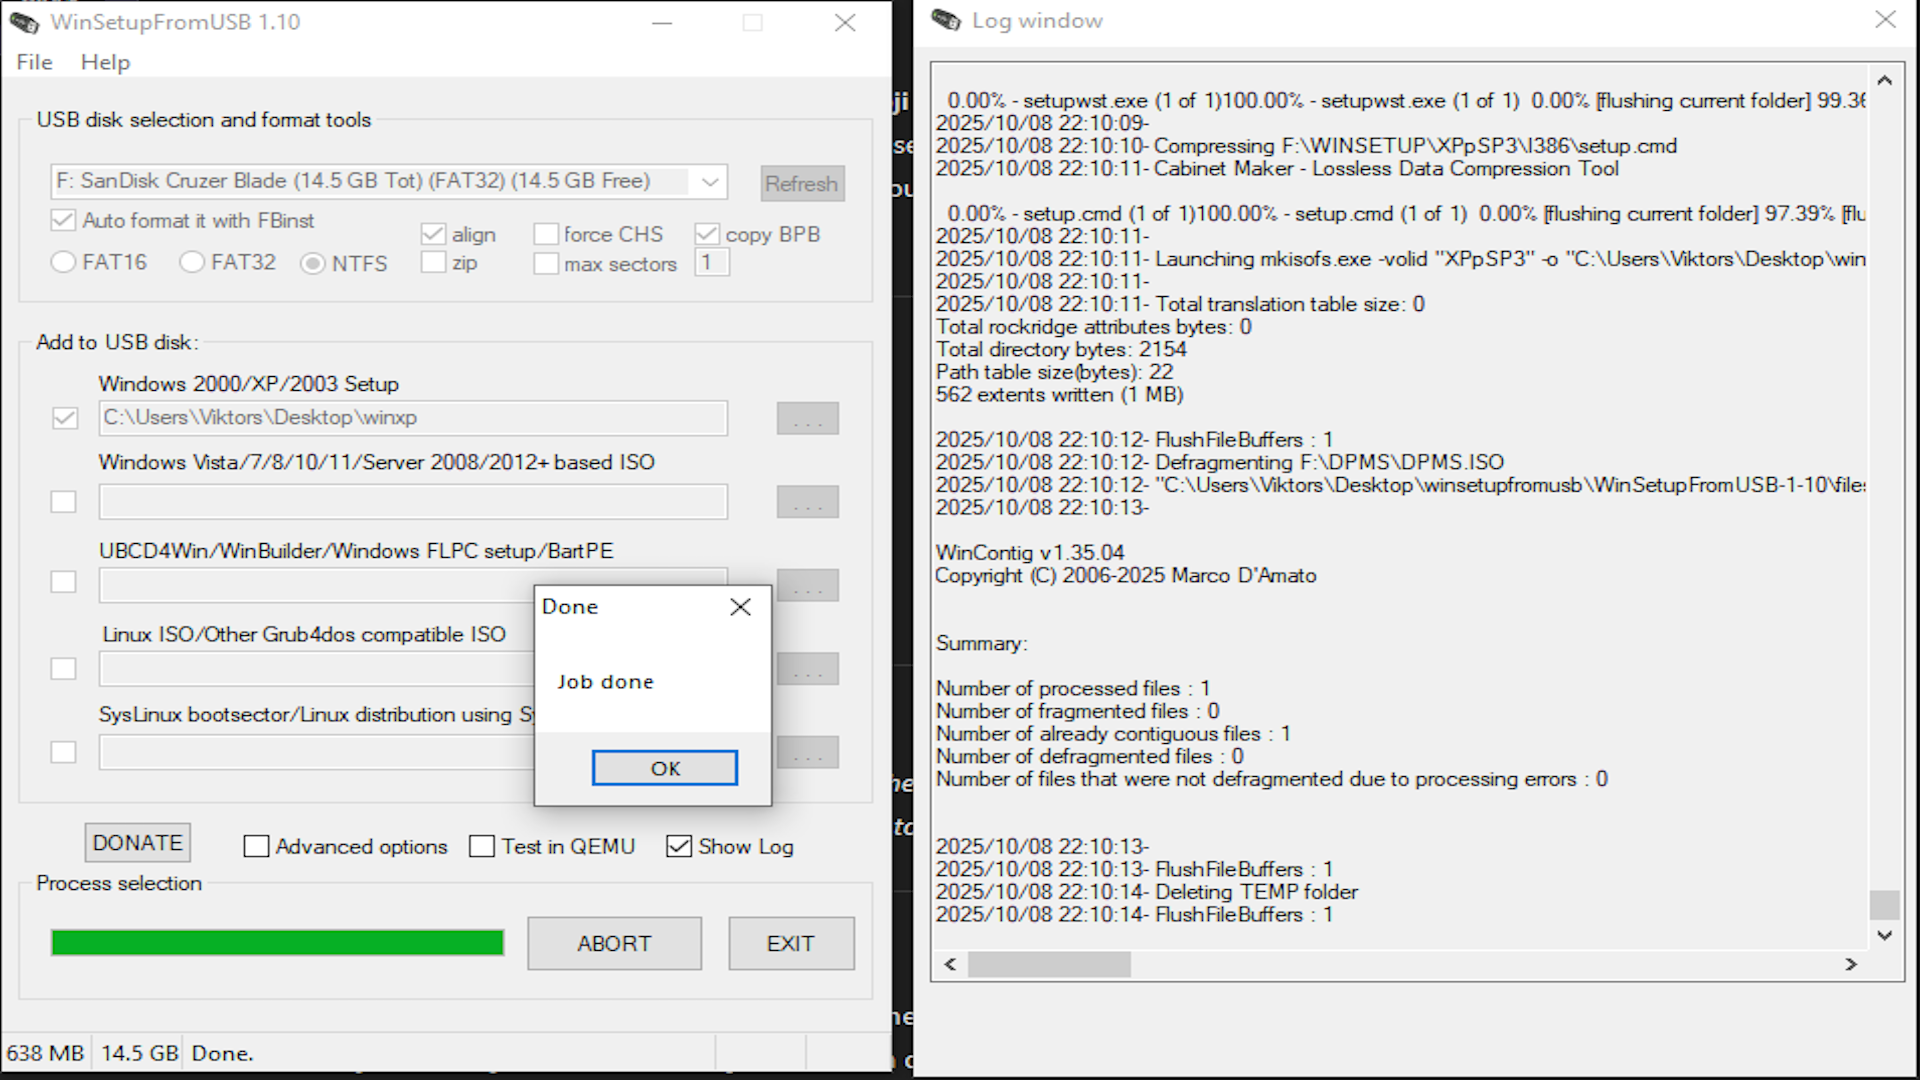 WinSetupFromUSB 1.10
File Help
USB disk selection and format tools
F: SanDisk Cruzer Blade (14.5 GB Tot) (FAT32) (14.5 GB Free)
Refresh
Auto format it with FBinst
align
force CHS
copy BPB
FAT16
FAT32
NTFS
zip
max sectors
1
Add to USB disk:
Windows 2000/XP/2003 Setup
C:\Users\Viktors\Desktop\winxp
. . .
Windows Vista/7/8/10/11/Server 2008/2012+ based ISO
. . .
UBCD4Win/WinBuilder/Windows FLPC setup/BartPE
. . .
Linux ISO/Other Grub4dos compatible ISO
. . .
SysLinux bootsector/Linux distribution using
. . .
Done
Job done
OK
DONATE
Advanced options
Test in QEMU
Show Log
Process selection
ABORT
EXIT
638 MB
14.5 GB
Done.
Log window
0.00% - setupwst.exe (1 of 1)100.00% - setupwst.exe (1 of 1) 0.00% [flushing current folder]
2025/10/08 22:10:09-
2025/10/08 22:10:10- Compressing F:\WINSETUP\XPpSP3\I386\setup.cmd
2025/10/08 22:10:11- Cabinet Maker - Lossless Data Compression Tool
0.00% - setup.cmd (1 of 1)100.00% - setup.cmd (1 of 1) 0.00% [flushing current folder] 97.39%
2025/10/08 22:10:11-
2025/10/08 22:10:11- Launching mkisofs.exe -volid "XPpSP3" -o "C:\Users\Viktors\Desktop\win
2025/10/08 22:10:11-
2025/10/08 22:10:11- Total translation table size: 0
Total rockridge attributes bytes: 0
Total directory bytes: 2154
Path table size(bytes): 22
562 extents written (1 MB)
2025/10/08 22:10:12- FlushFileBuffers : 1
2025/10/08 22:10:12- Defragmenting F:\DPMS\DPMS.ISO
2025/10/08 22:10:12- "C:\Users\Viktors\Desktop\winsetupfromusb\WinSetupFromUSB-1-10\files
2025/10/08 22:10:13-
WinContig v1.35.04
Copyright (C) 2006-2025 Marco D'Amato
Summary:
Number of processed files : 1
Number of fragmented files : 0
Number of already contiguous files : 1
Number of defragmented files : 0
Number of files that were not defragmented due to processing errors : 0
2025/10/08 22:10:13-
2025/10/08 22:10:13- FlushFileBuffers : 1
2025/10/08 22:10:14- Deleting TEMP folder
2025/10/08 22:10:14- FlushFileBuffers : 1